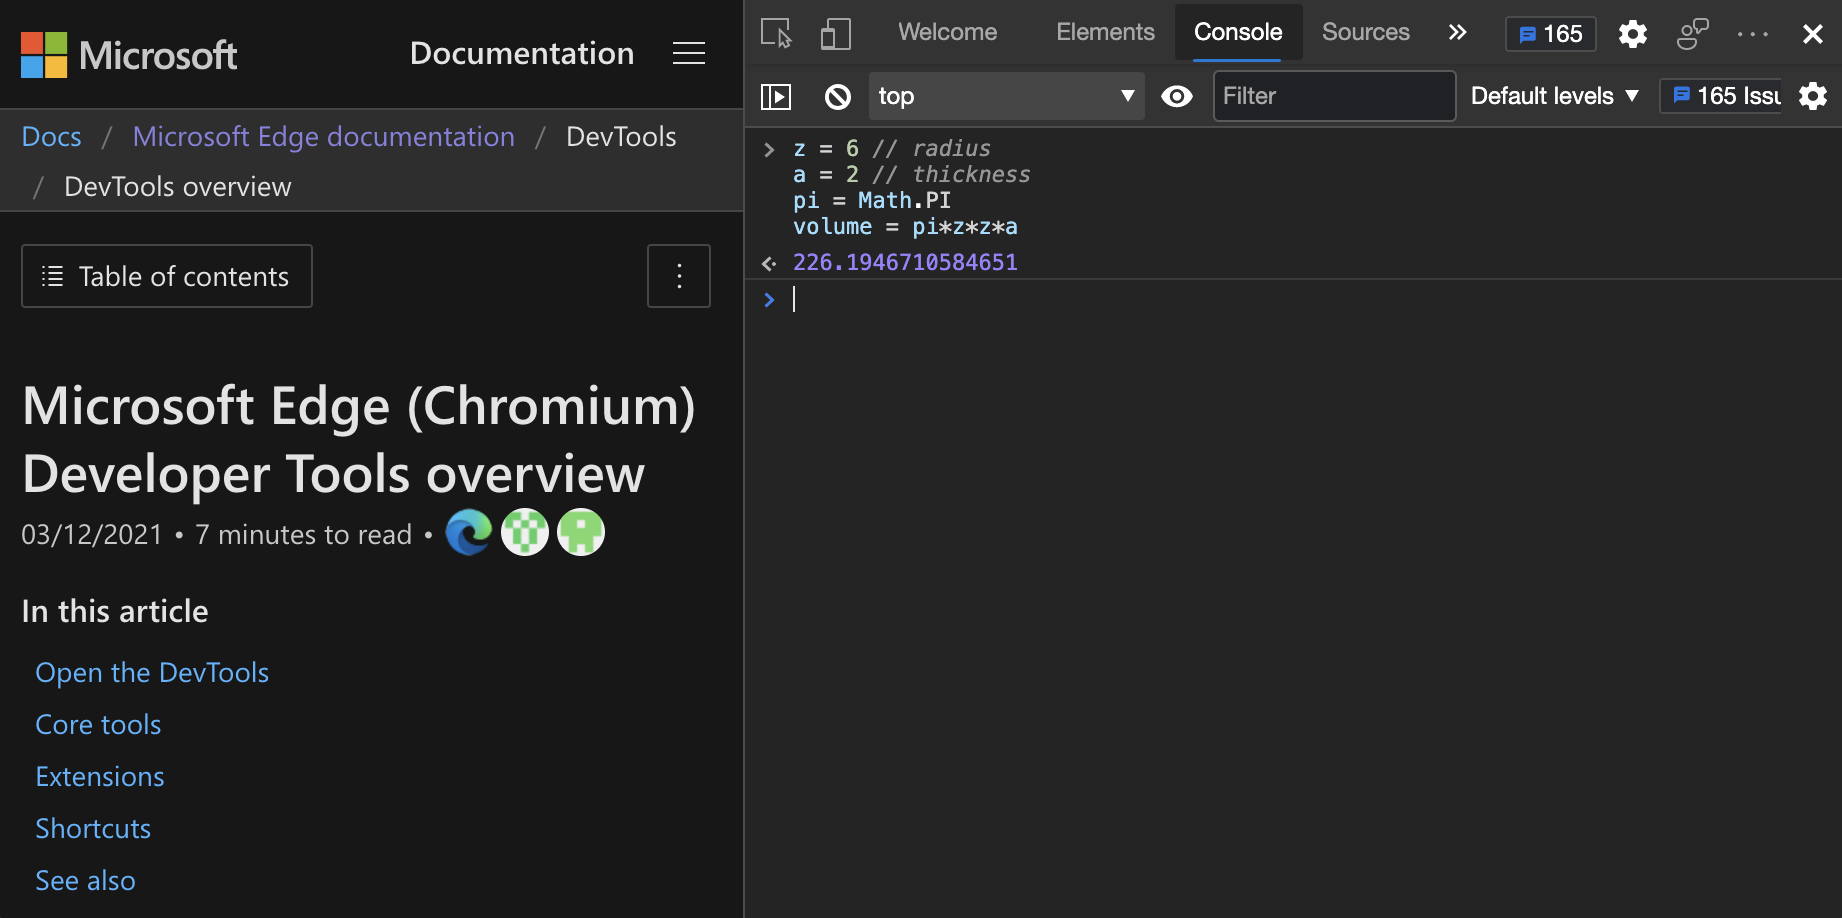 Microsoft
Documentation
Docs / Microsoft Edge documentation / DevTools
/ DevTools overview
Table of contents
Microsoft Edge (Chromium)
Developer Tools overview
03/12/2021 • 7 minutes to read •
In this article
Open the DevTools
Core tools
Extensions
Shortcuts
See also
Welcome Elements Console Sources » 165
top Filter Default levels 165 Issu
> z = 6 // radius
a = 2 // thickness
pi = Math.PI
volume = pi*z*z*a
226.1946710584651
>